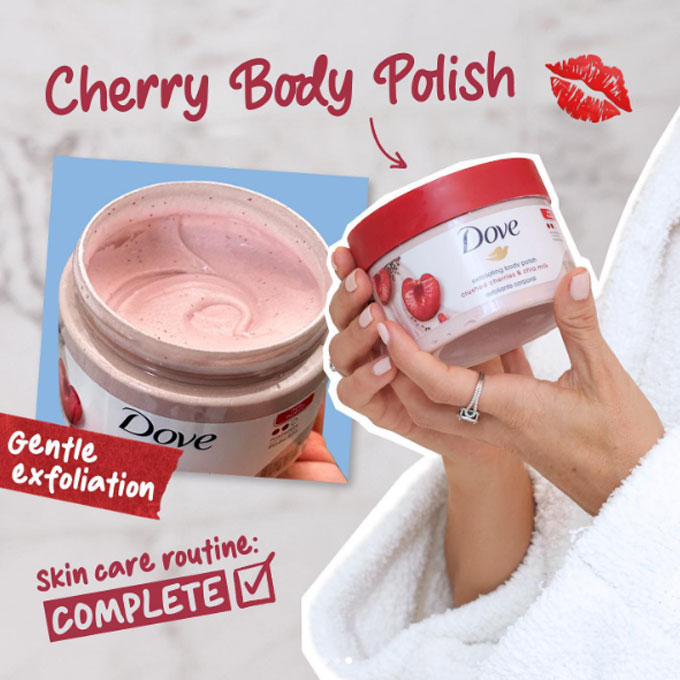 Cherry Body Polish
Dove
exfoliating body polish
crushed cherries & chia milk
exfoliante corporal
Dove
Gentle
exfoliation
skin care routine:
COMPLETE